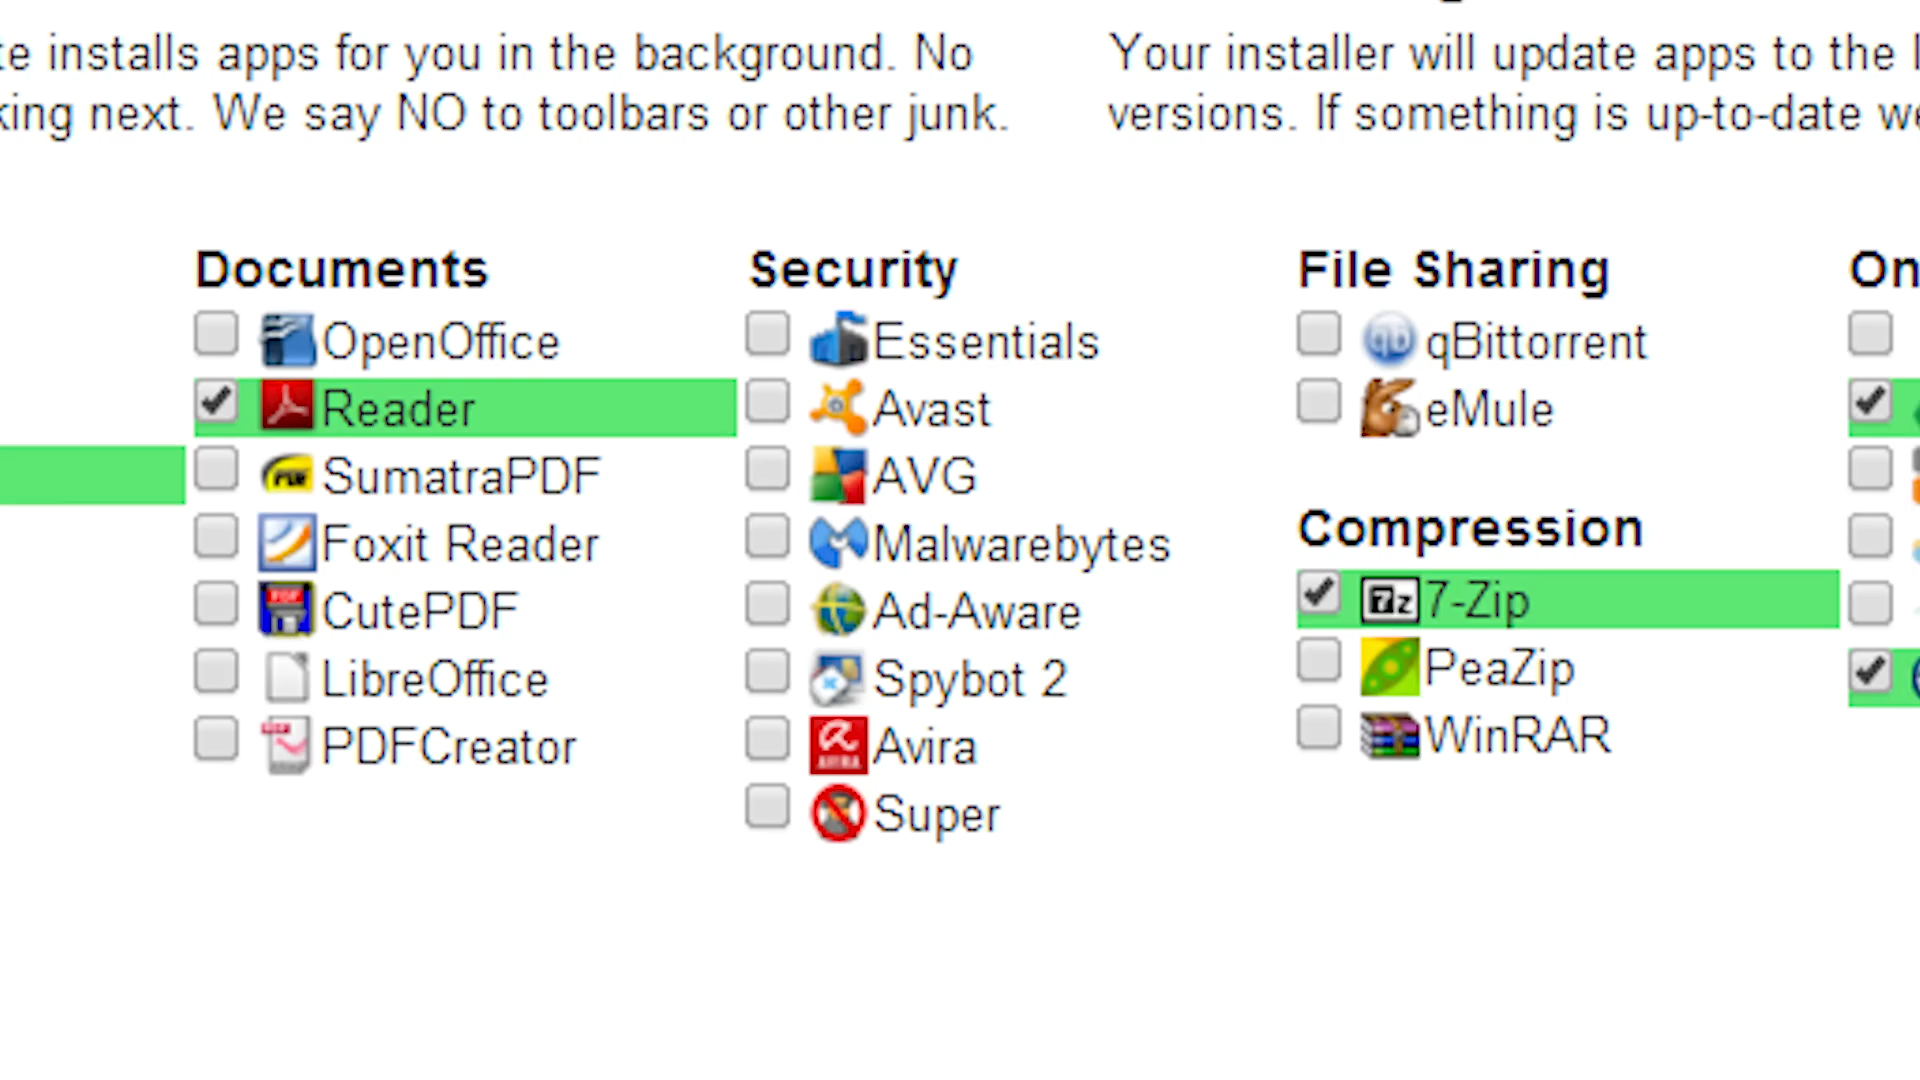 te installs apps for you in the background. No
king next. We say NO to toolbars or other junk.
Your installer will update apps to the l
versions. If something is up-to-date we
Documents
OpenOffice
Reader
SumatraPDF
Foxit Reader
CutePDF
LibreOffice
PDFCreator
Security
Essentials
Avast
AVG
Malwarebytes
Ad-Aware
Spybot 2
Avira
Super
File Sharing
qBittorrent
eMule
Compression
7-Zip
PeaZip
WinRAR
On